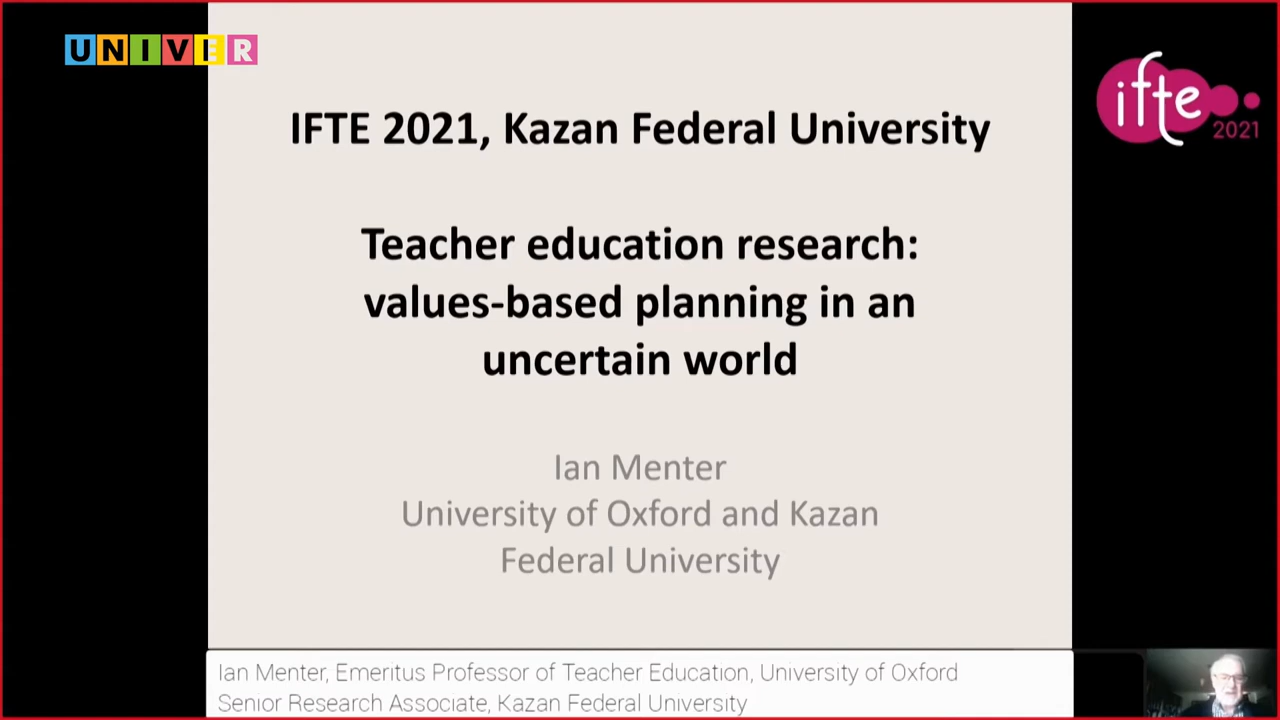 UNIVER
ifte
2021
IFTE 2021, Kazan Federal University
Teacher education research:
values-based planning in an
uncertain world
Ian Menter
University of Oxford and Kazan
Federal University
Ian Menter, Emeritus Professor of Teacher Education, University of Oxford
Senior Research Associate, Kazan Federal University